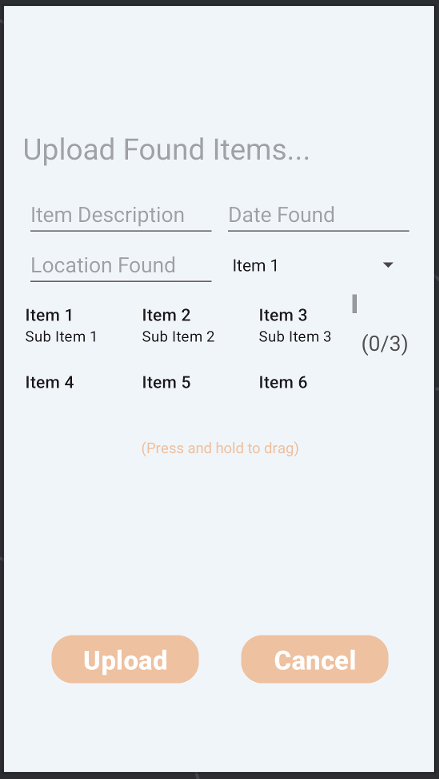 Upload Found Items...
Item Description Date Found
Location Found Item 1
Item 1 Item 2 Item 3
Sub Item 1 Sub Item 2 Sub Item 3
(0/3)
Item 4 Item 5 Item 6
(Press and hold to drag)
Upload Cancel